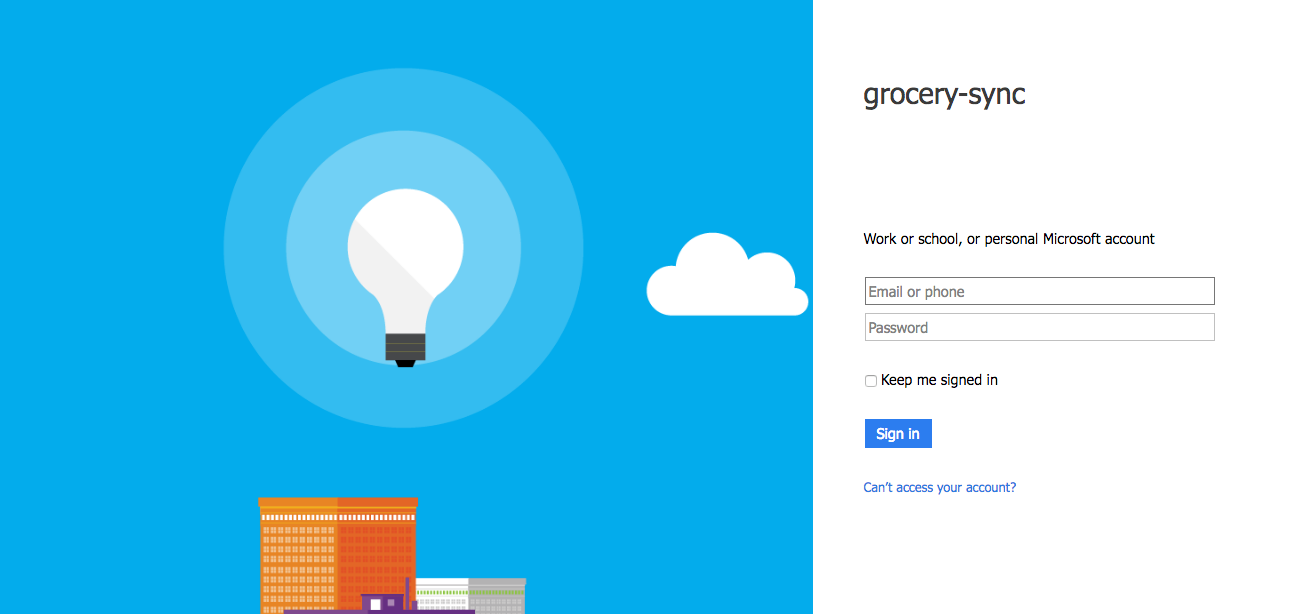 grocery-sync
Work or school, or personal Microsoft account
Email or phone
Password
Keep me signed in
Sign in
Can't access your account?